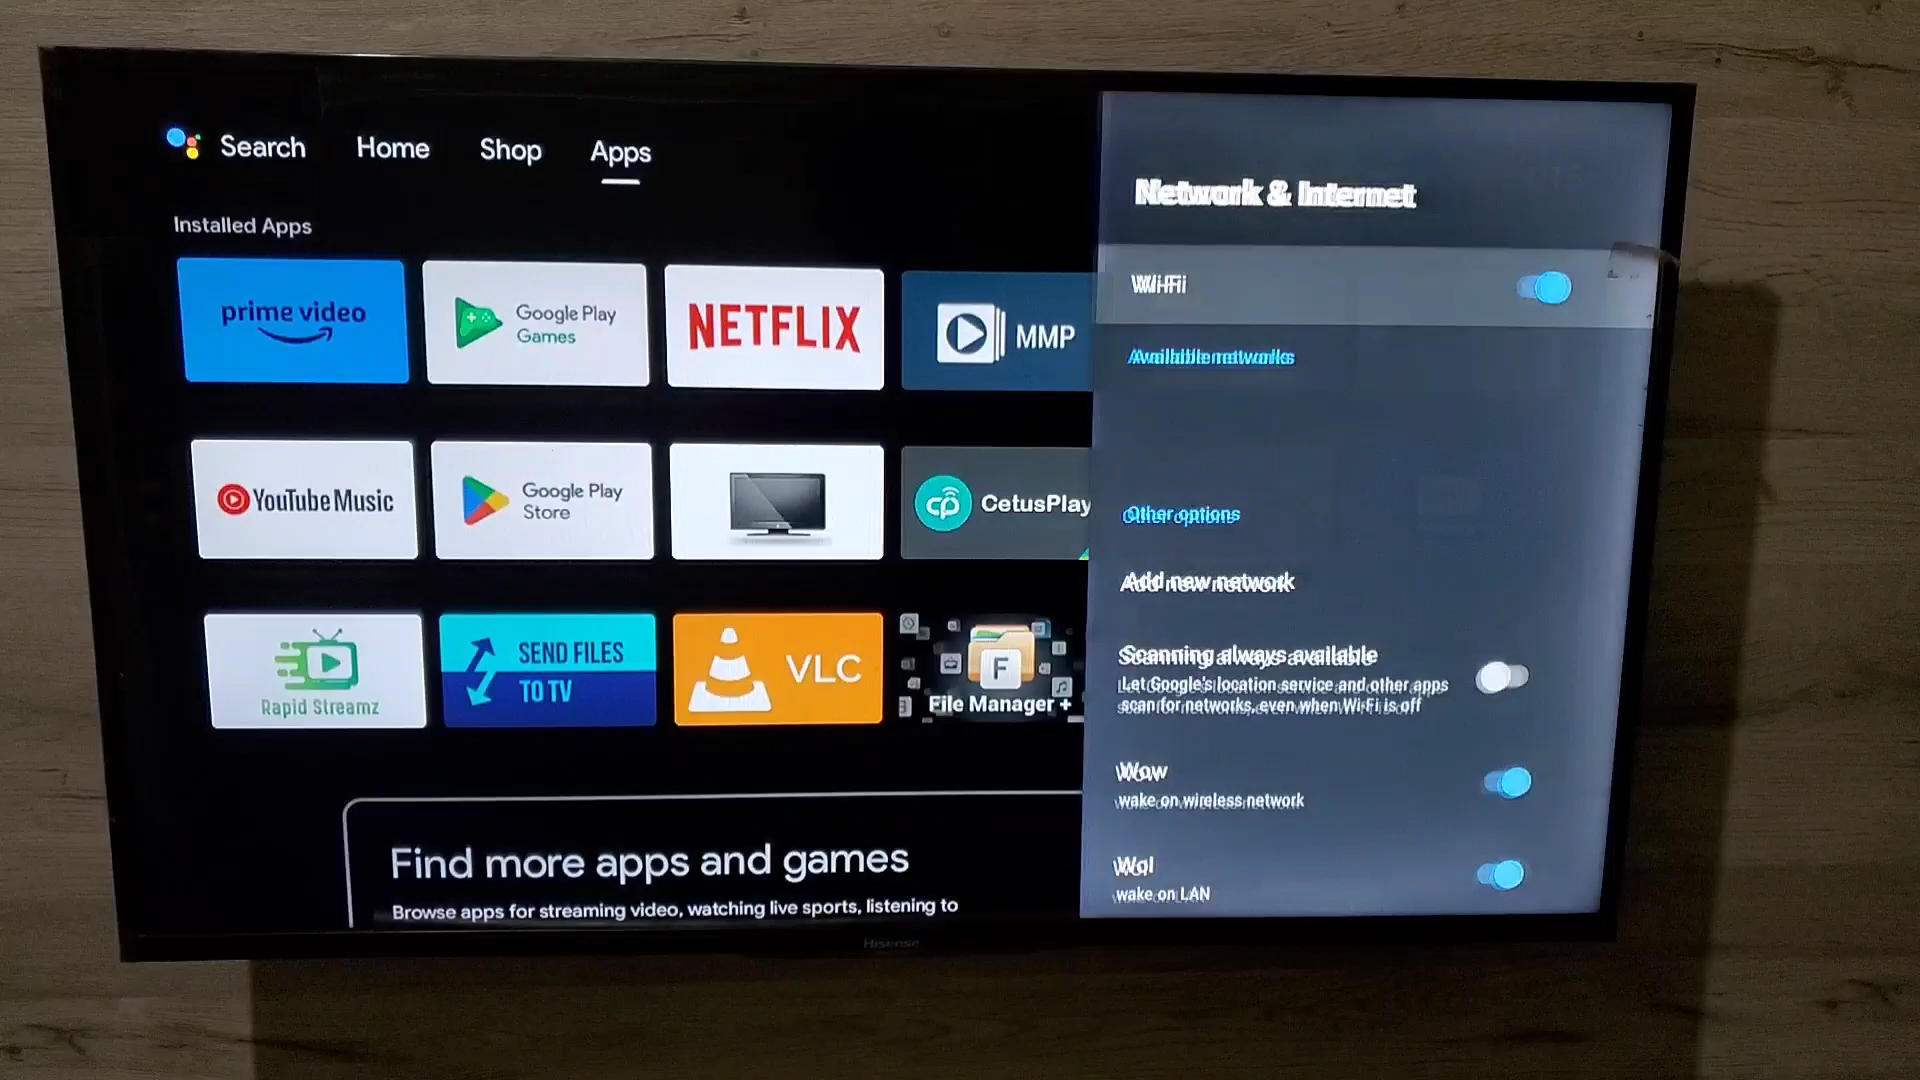 Search Home Shop Apps
Installed Apps
prime video
Google Play
Games
NETFLIX
MMP
YouTube Music
Google Play
Store
CetusPlay
Rapid Streamz
SEND FILES
TO TV
VLC
F
File Manager +
Find more apps and games
Browse apps for streaming video, watching live sports, listening to
Hisense
Network & Internet
Wi-Fi
Available networks
Other options
Add new network
Scanning always available
Let Google's location service and other apps
scan for networks, even when Wi-Fi is off
Wow
wake on wireless network
Wol
wake on LAN